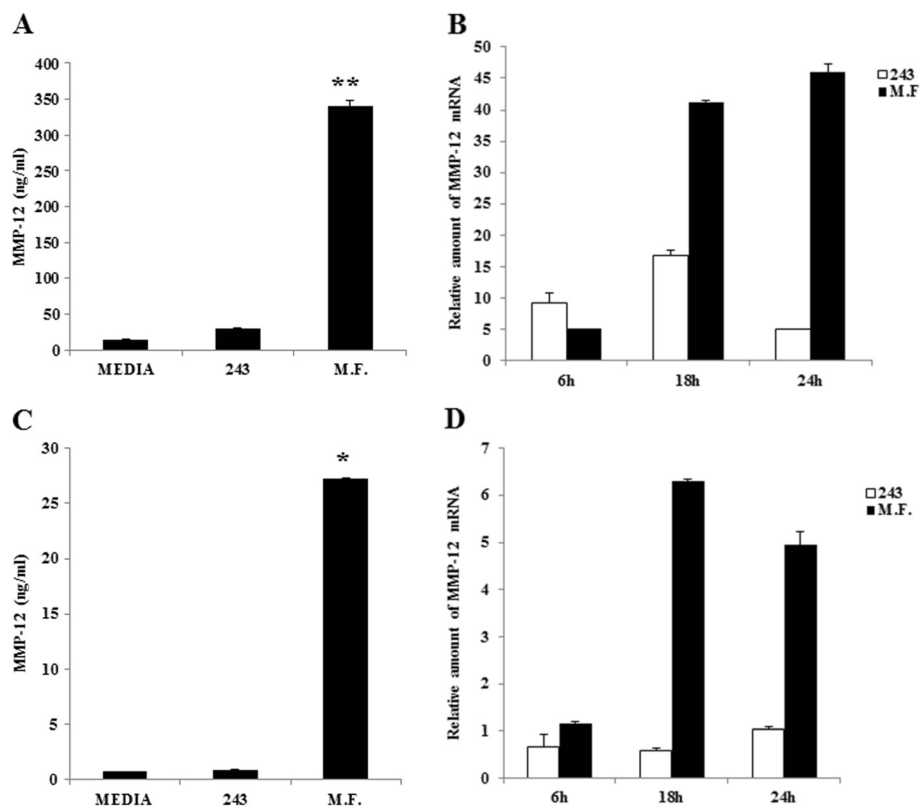 A
MMP-12 (ng/ml)
400
350
300
250
200
150
100
50
0
**
MEDIA 243 M.F.
B
Relative amount of MMP-12 mRNA
50
45
40
35
30
25
20
15
10
5
0
6h 18h 24h
243
M.F
C
MMP-12 (ng/ml)
30
25
20
15
10
5
0
*
MEDIA 243 M.F.
D
Relative amount of MMP-12 mRNA
7
6
5
4
3
2
1
0
6h 18h 24h
243
M.F.